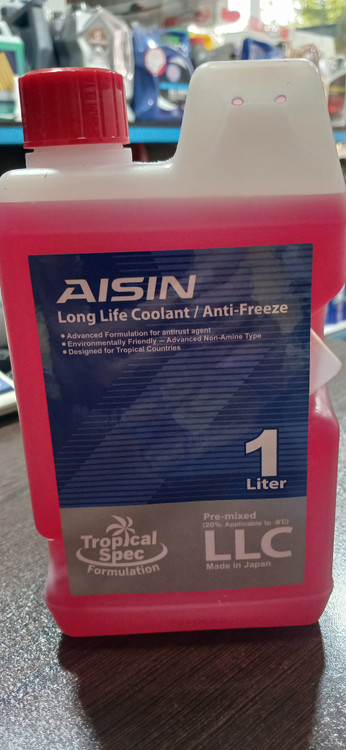 AISIN
Long Life Coolant / Anti-Freeze
• Advanced Formulation for antirust agent
• Environmentally Friendly — Advanced Non-Amine Type
• Designed for Tropical Countries
1
Liter
Tropical
Spec
Formulation
Pre-mixed
(20% Applicable to -8℃)
LLC
Made in Japan